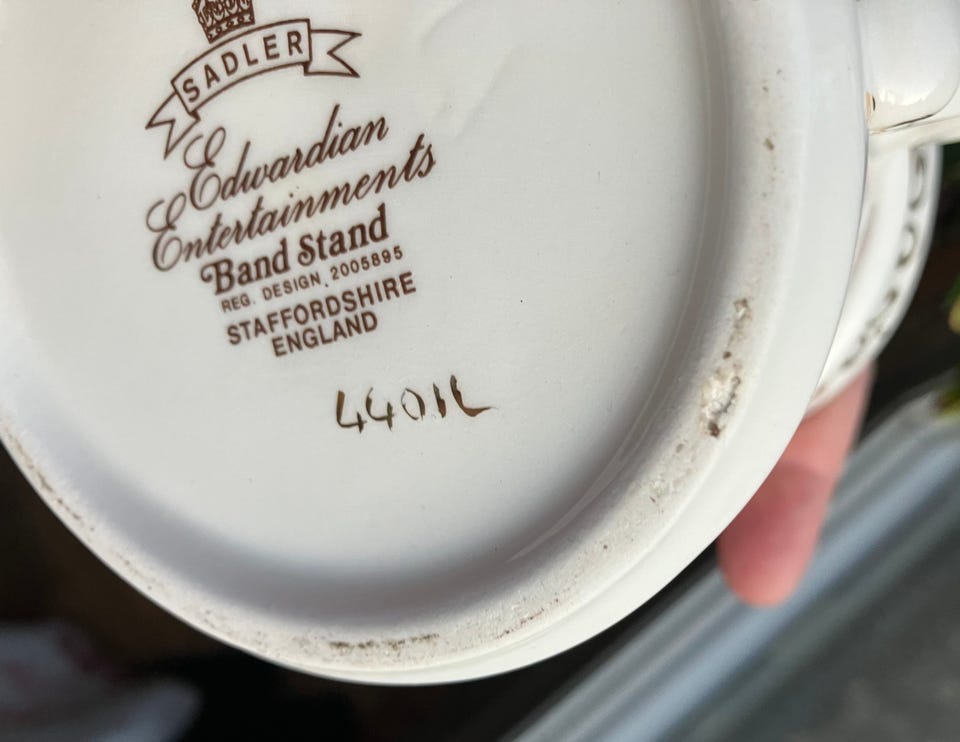 SADLER
Edwardian
Entertainments
Band Stand
REG. DESIGN. 2005895
STAFFORDSHIRE
ENGLAND
4401L